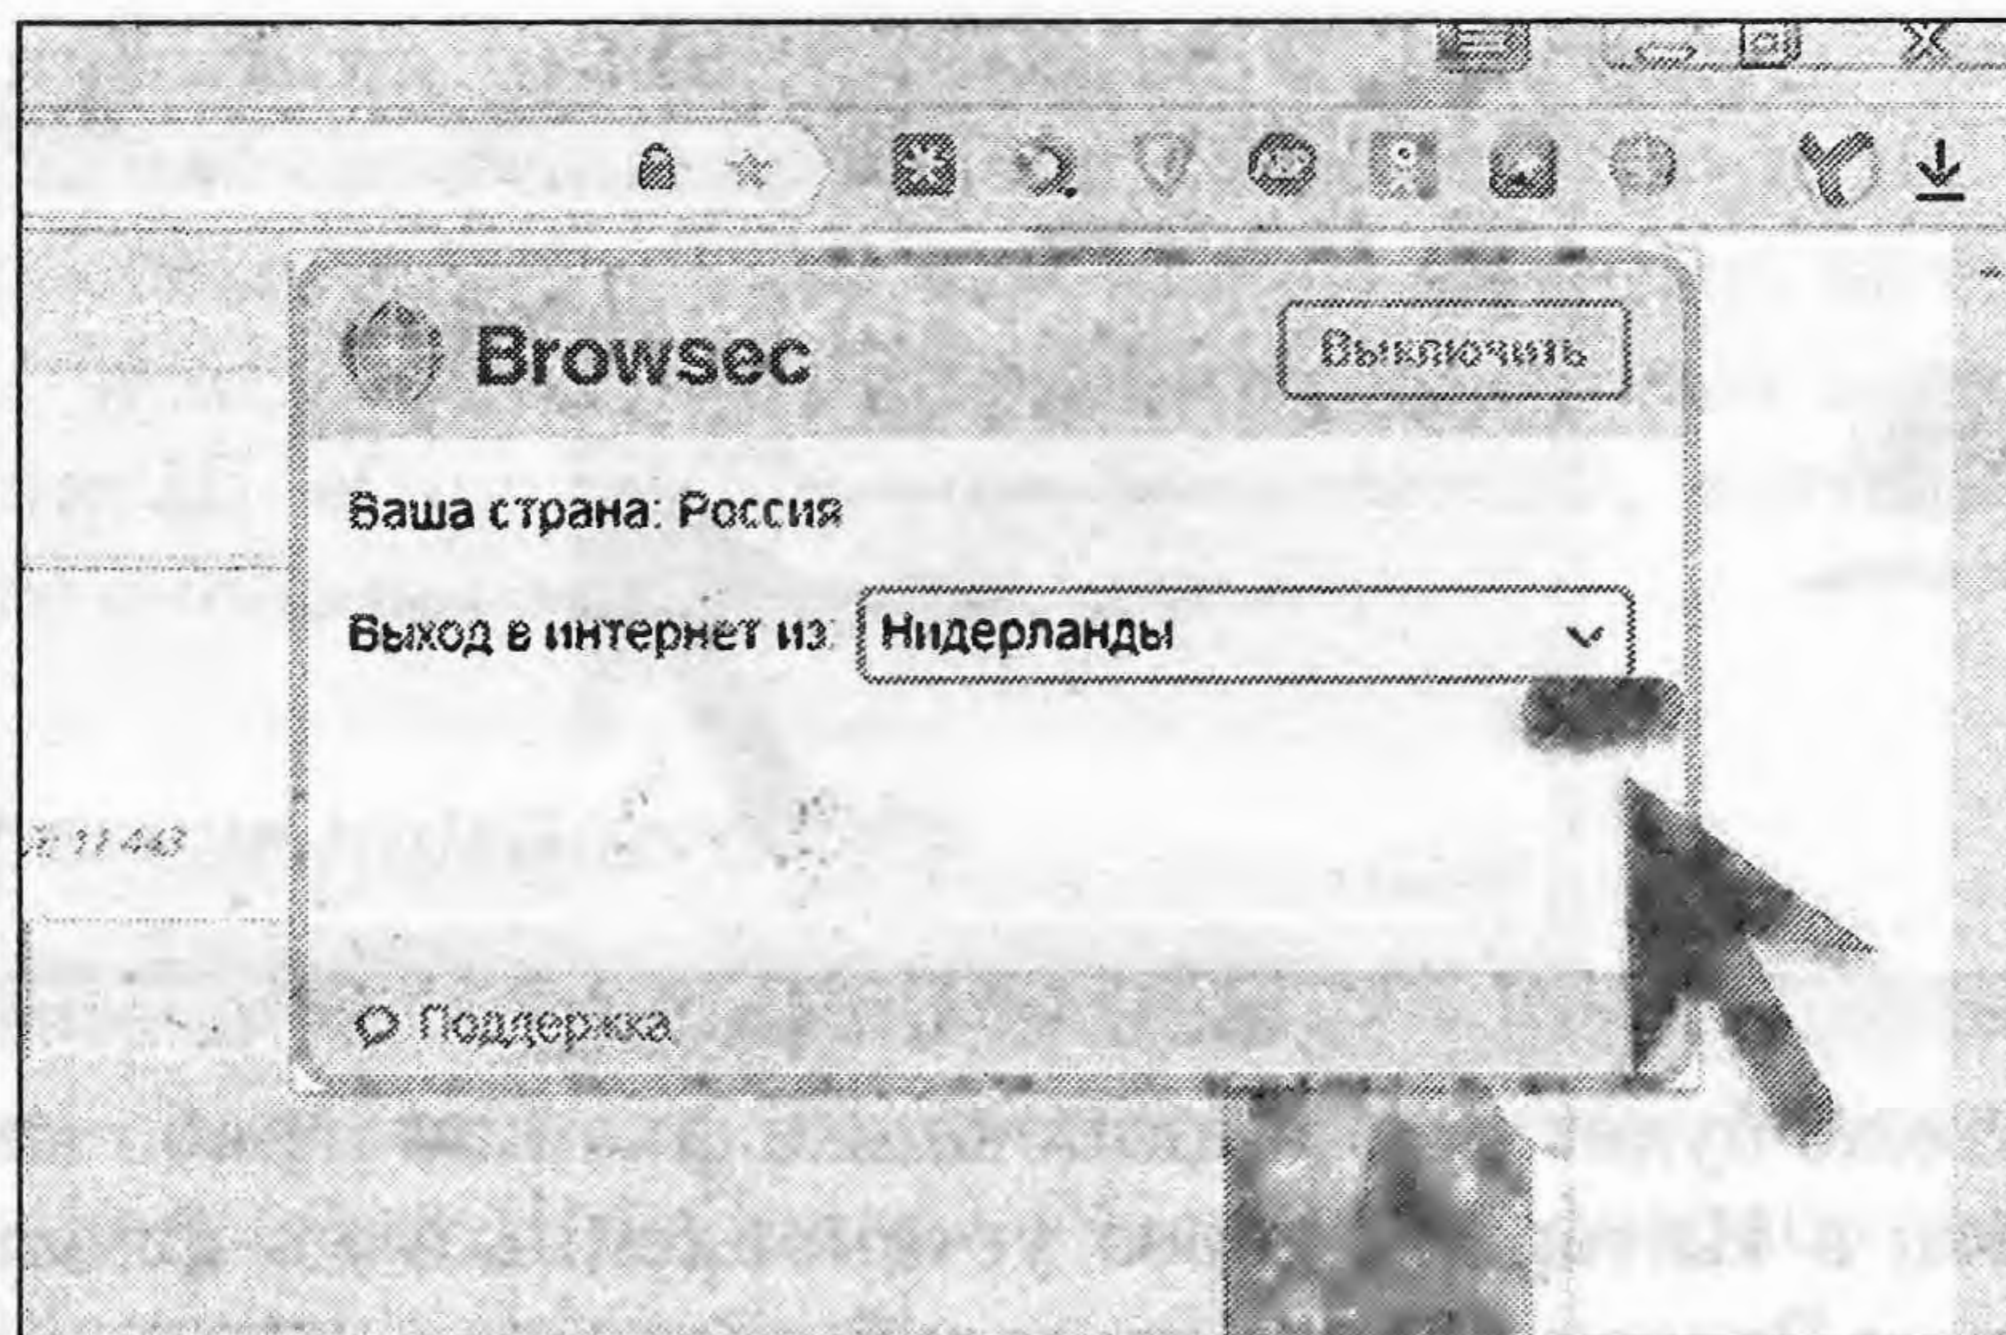 Browsec
Выключить
Ваша страна: Россия
Выход в интернет из: Нидерланды
Поддержка